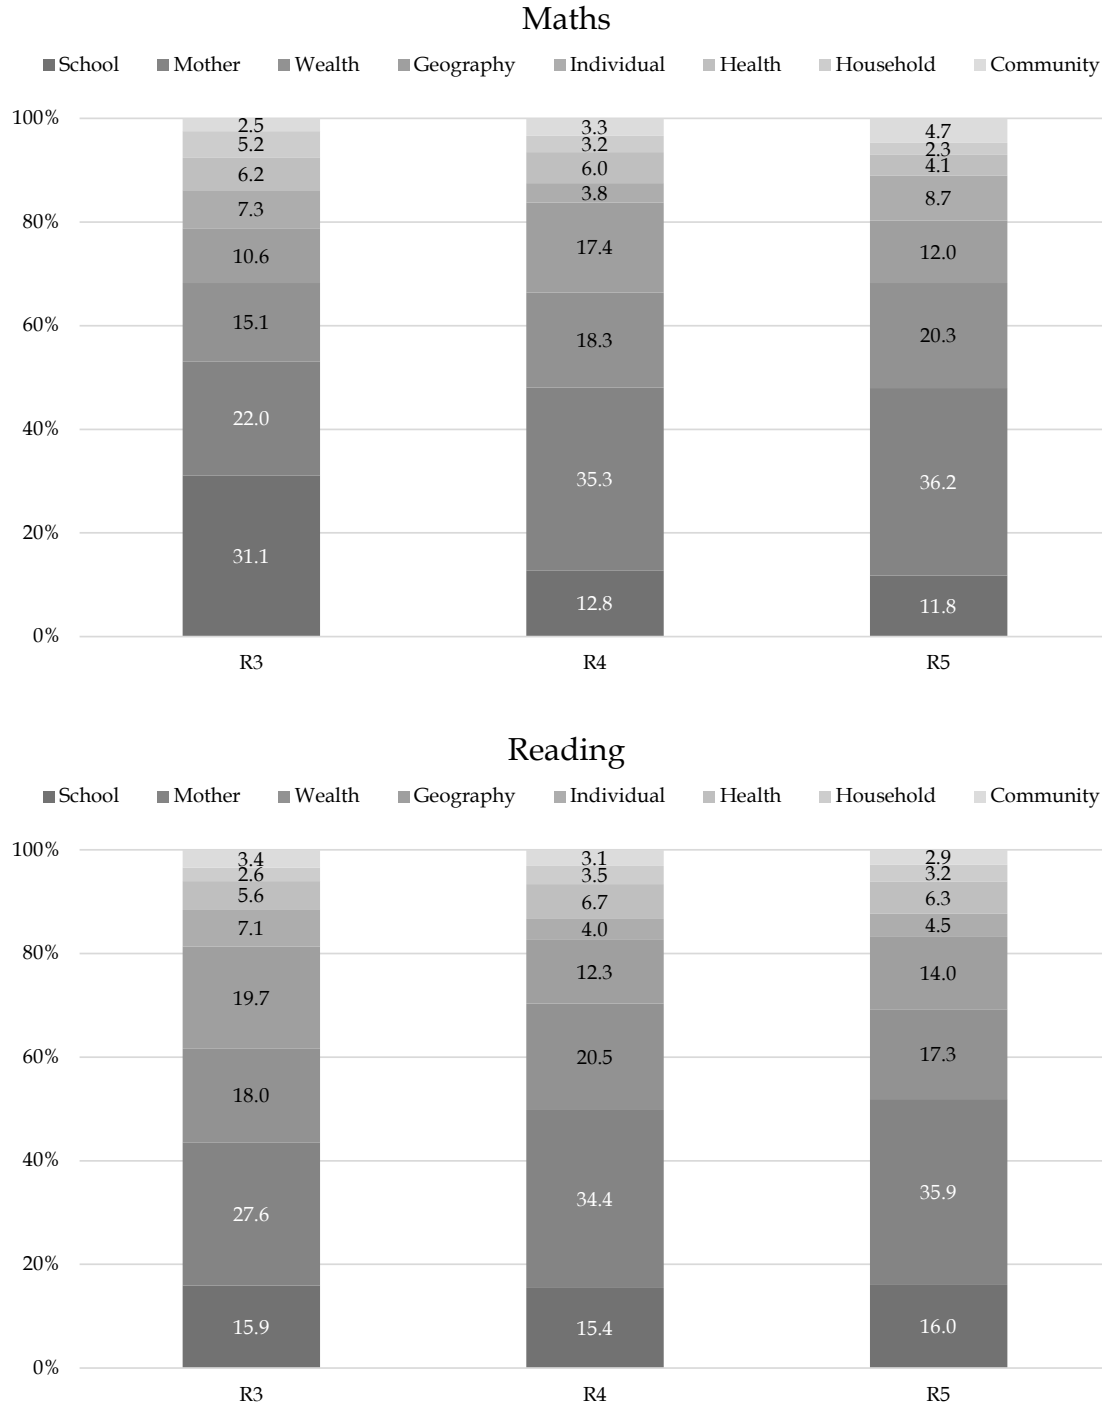 Maths
School Mother Wealth Geography Individual Health Household Community
100%
2.5 3.3 4.7
5.2 3.2 2.3
6.2 6.0 4.1
7.3 3.8 8.7
80%
10.6 17.4 12.0
15.1 18.3 20.3
60%
22.0 35.3 36.2
40%
31.1 12.8 11.8
20%
0%
R3 R4 R5
Reading
School Mother Wealth Geography Individual Health Household Community
100%
3.4 3.1 2.9
2.6 3.5 3.2
5.6 6.7 6.3
7.1 4.0 4.5
80%
19.7 12.3 14.0
18.0 20.5 17.3
60%
27.6 34.4 35.9
40%
15.9 15.4 16.0
20%
0%
R3 R4 R5